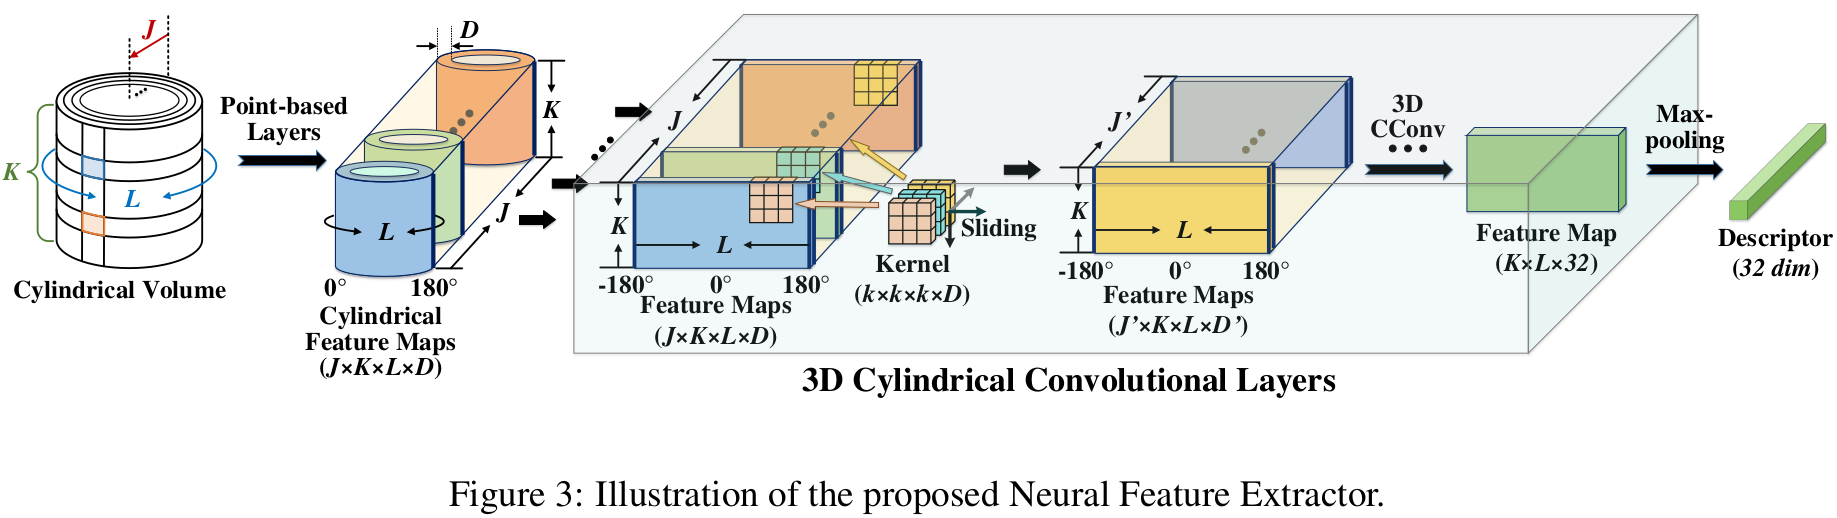 J
K
L
Cylindrical Volume
Point-based
Layers
D
K
J
L
0° 180°
Cylindrical
Feature Maps
(J×K×L×D)
J
K
L
-180° 0° 180°
Feature Maps
(J×K×L×D)
Sliding
Kernel
(k×k×k×D)
J’
K
L
-180° 0° 180°
Feature Maps
(J’×K×L×D’)
3D
CConv
Feature Map
(K×L×32)
Max-
pooling
Descriptor
(32 dim)
3D Cylindrical Convolutional Layers
Figure 3: Illustration of the proposed Neural Feature Extractor.